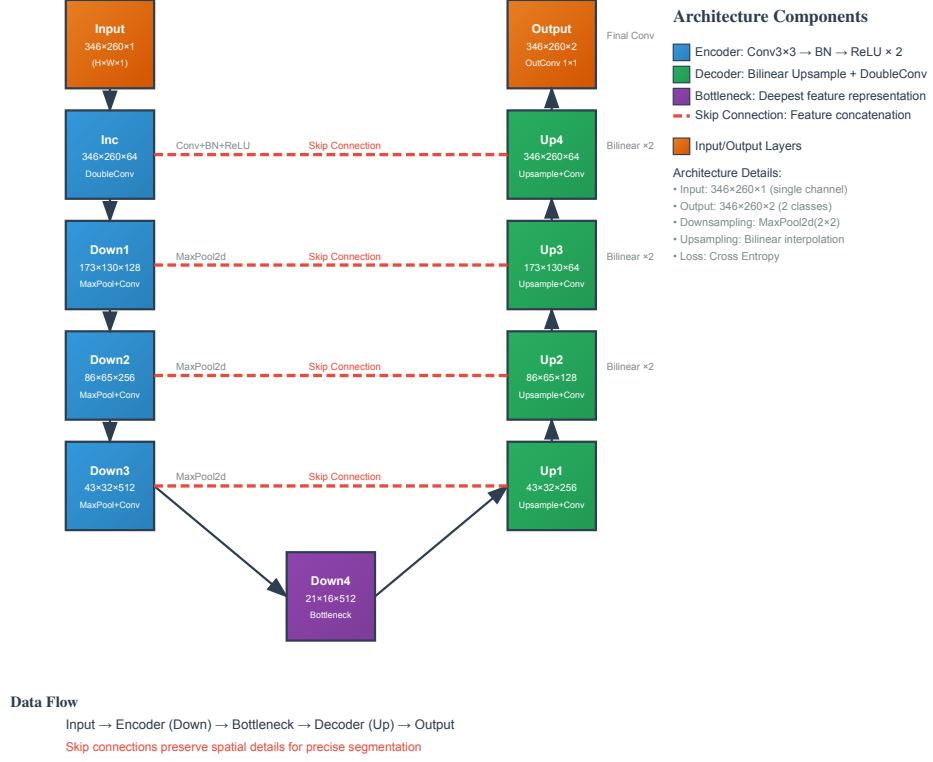 Input
346×260×1
(H×W×1)
Output
346×260×2
OutConv 1×1
Final Conv
Inc
346×260×64
DoubleConv
Conv+BN+ReLU
Skip Connection
Up4
346×260×64
Upsample+Conv
Bilinear ×2
Down1
173×130×128
MaxPool+Conv
MaxPool2d
Skip Connection
Up3
173×130×64
Upsample+Conv
Bilinear ×2
Down2
86×65×256
MaxPool+Conv
MaxPool2d
Skip Connection
Up2
86×65×128
Upsample+Conv
Bilinear ×2
Down3
43×32×512
MaxPool+Conv
MaxPool2d
Skip Connection
Up1
43×32×256
Upsample+Conv
Down4
21×16×512
Bottleneck
Architecture Components
Encoder: Conv3×3 → BN → ReLU × 2
Decoder: Bilinear Upsample + DoubleConv
Bottleneck: Deepest feature representation
Skip Connection: Feature concatenation
Input/Output Layers
Architecture Details:
• Input: 346×260×1 (single channel)
• Output: 346×260×2 (2 classes)
• Downsampling: MaxPool2d(2×2)
• Upsampling: Bilinear interpolation
• Loss: Cross Entropy
Data Flow
Input → Encoder (Down) → Bottleneck → Decoder (Up) → Output
Skip connections preserve spatial details for precise segmentation